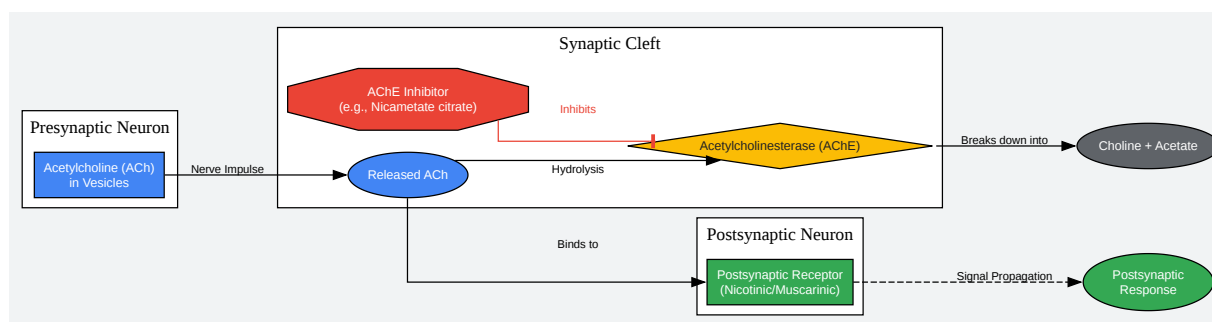 Synaptic Cleft
AChE Inhibitor
(e.g., Nicametate citrate)
Inhibits
Presynaptic Neuron
Acetylcholine (ACh)
in Vesicles
Nerve Impulse
Released ACh
Hydrolysis
Acetylcholinesterase (AChE)
Breaks down into
Choline + Acetate
Binds to
Postsynaptic Neuron
Postsynaptic Receptor
(Nicotinic/Muscarinic)
Signal Propagation
Postsynaptic
Response